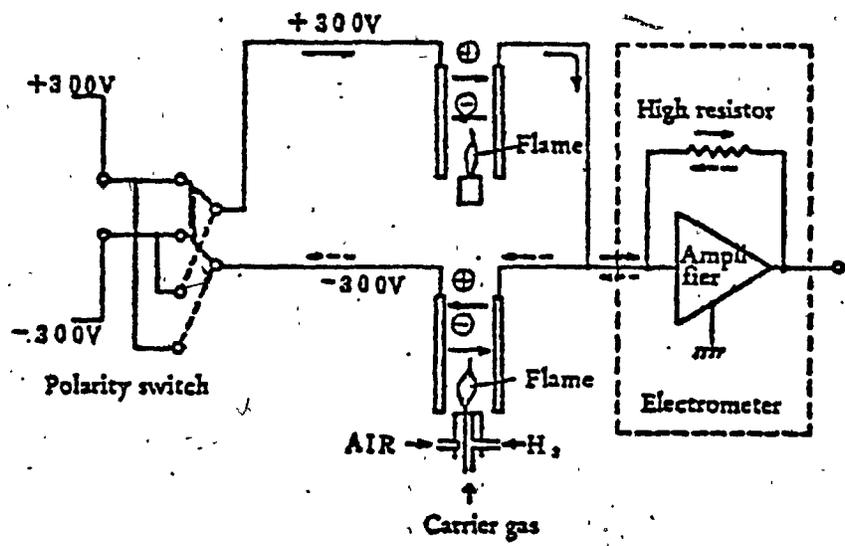 +300V
+300V
⊕
⊖
Flame
High resistor
Ampli
fier
-300V
⊕
⊖
-.300V
Polarity switch
Flame
Electrometer
AIR
H₂
Carrier gas